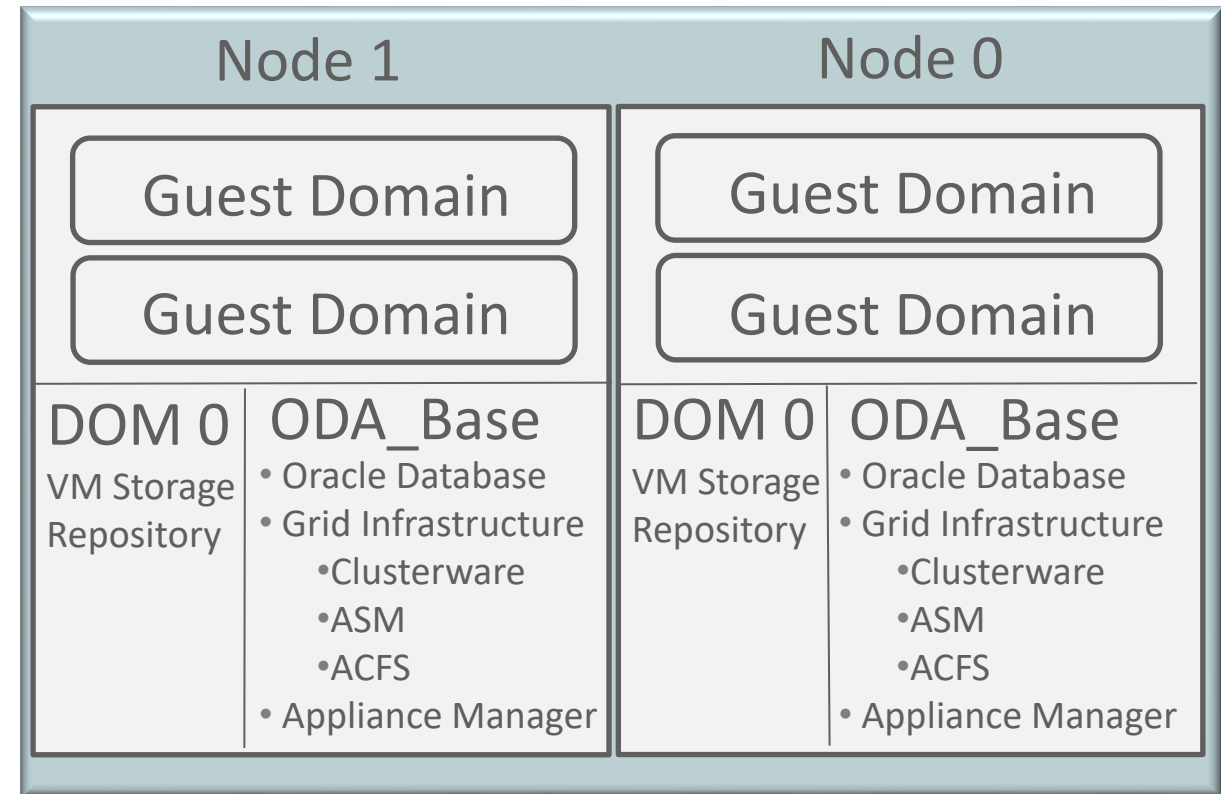 Node 1
Guest Domain
Guest Domain
DOM 0
VM Storage
Repository
ODA_Base
• Oracle Database
• Grid Infrastructure
•Clusterware
•ASM
•ACFS
• Appliance Manager
Node 0
Guest Domain
Guest Domain
DOM 0
VM Storage
Repository
ODA_Base
• Oracle Database
• Grid Infrastructure
•Clusterware
•ASM
•ACFS
• Appliance Manager